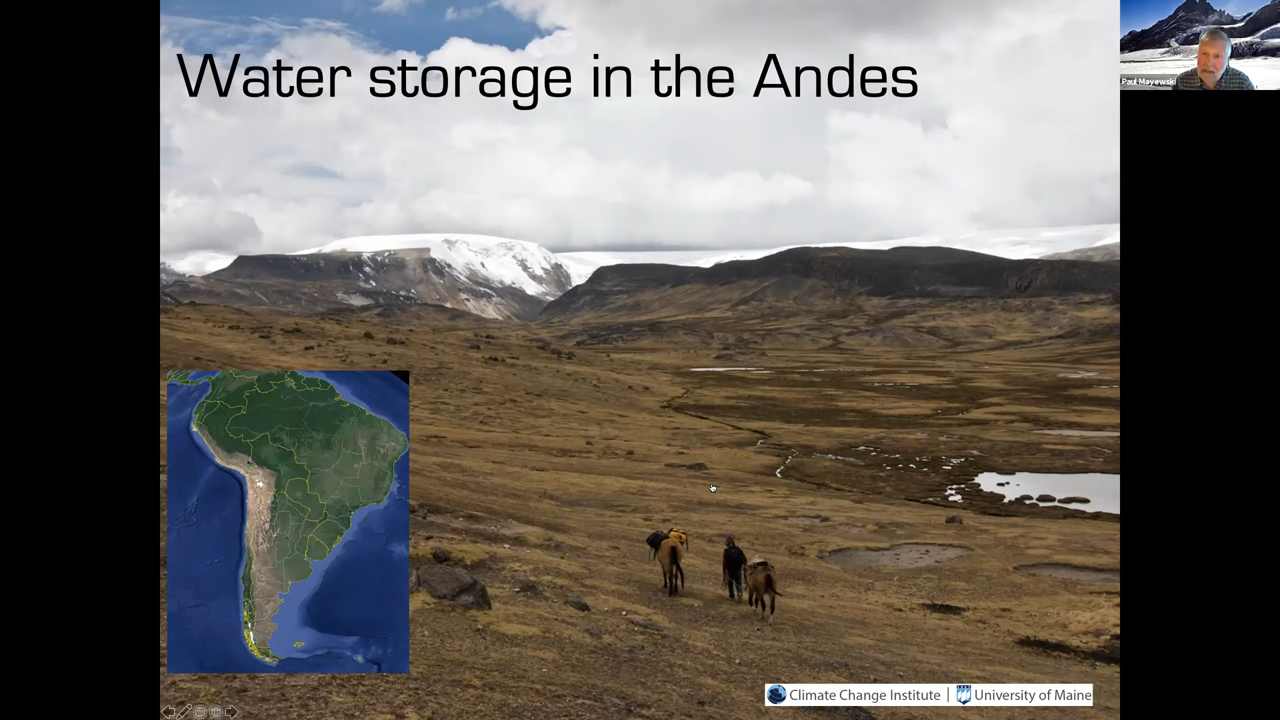 Water storage in the Andes
Paul Mayewski
Climate Change Institute | University of Maine